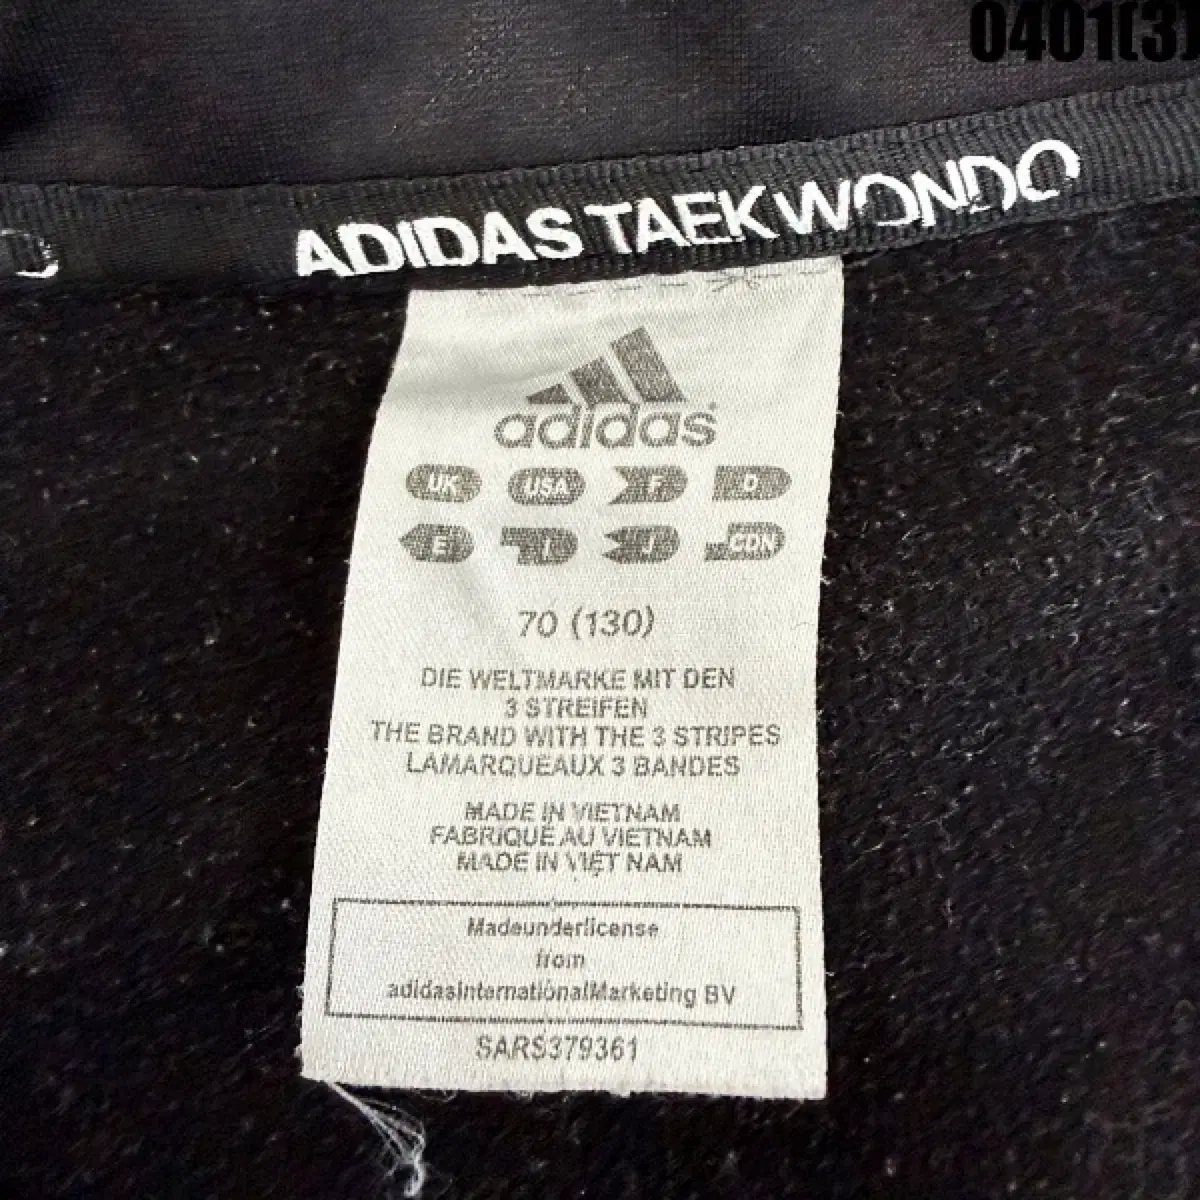 0401(3)
ADIDAS TAEKWONDO
adidas
UK USA F D
E I J CDN
70 (130)
DIE WELTMARKE MIT DEN
3 STREIFEN
THE BRAND WITH THE 3 STRIPES
LAMARQUEAUX 3 BANDES
MADE IN VIETNAM
FABRIQUÉ AU VIETNAM
MADE IN VIỆT NAM
Madeunderlicense
from
adidasInternationalMarketing BV
SARS379361